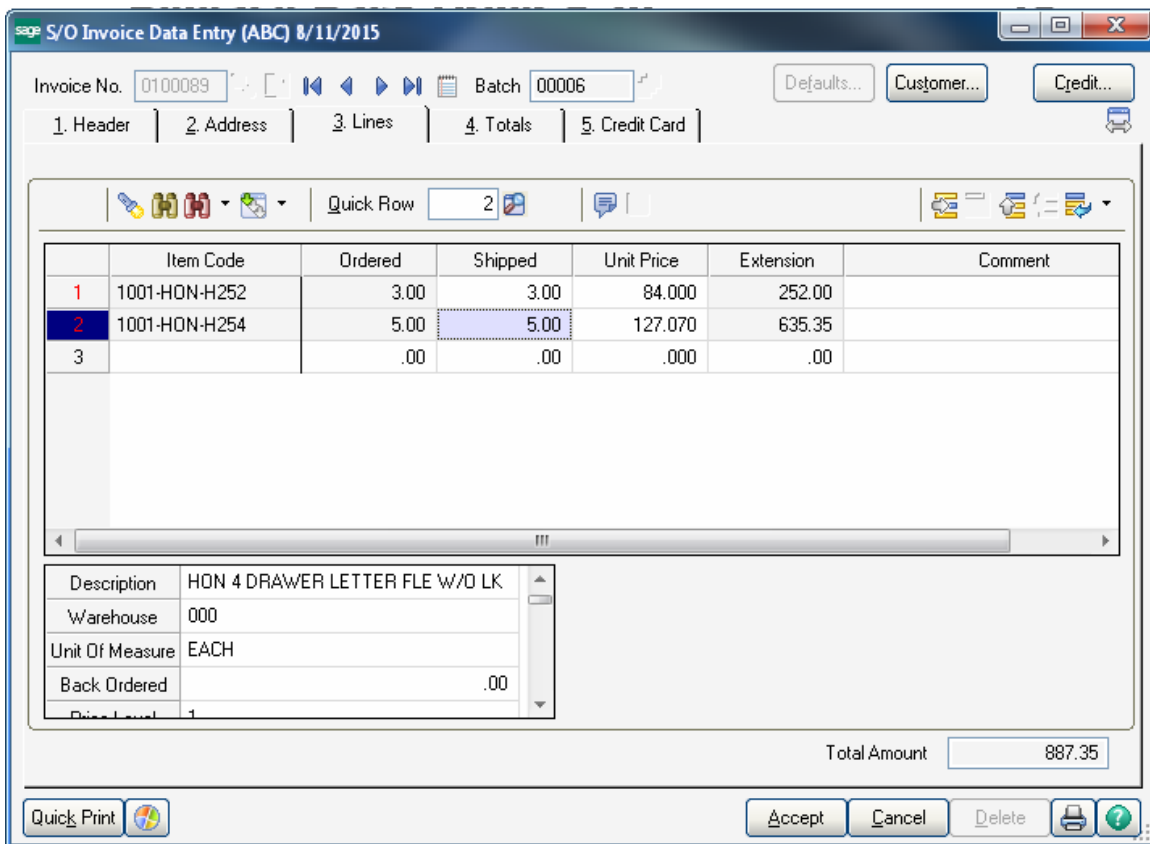 sage S/O Invoice Data Entry (ABC) 8/11/2015
Invoice No. 0100089 Batch 00006 Defaults... Customer... Credit...
1. Header 2. Address 3. Lines 4. Totals 5. Credit Card
Quick Row 2
Item Code Ordered Shipped Unit Price Extension Comment
1 1001-HON-H252 3.00 3.00 84.000 252.00
2 1001-HON-H254 5.00 5.00 127.070 635.35
3 .00 .00 .000 .00
Description HON 4 DRAWER LETTER FLE W/O LK
Warehouse 000
Unit Of Measure EACH
Back Ordered .00
Price Level 1
Total Amount 887.35
Quick Print Accept Cancel Delete